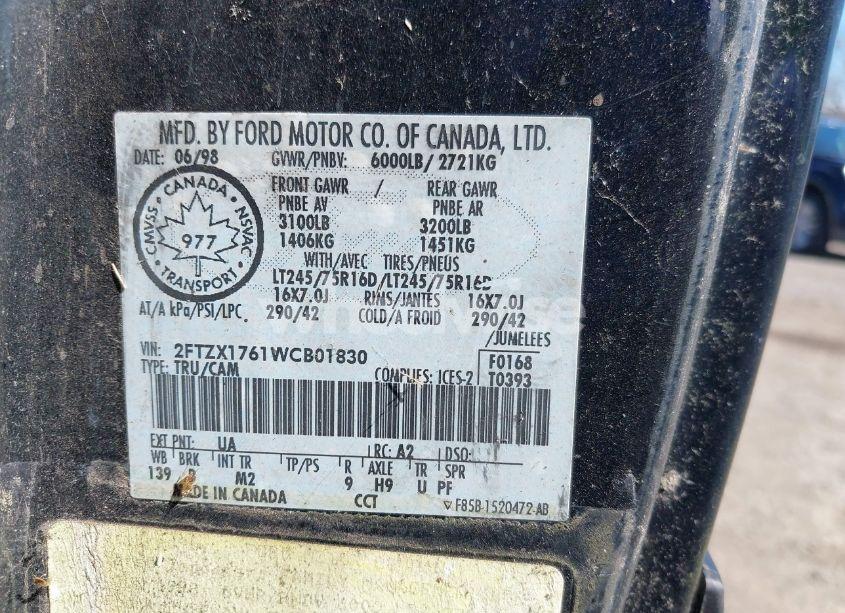 MFD. BY FORD MOTOR CO. OF CANADA, LTD.
DATE: 06/98 GVWR/PNBV: 6000LB/2721KG
CANADA
CMVSS NSVAC
977
TRANSPORT
FRONT GAWR / REAR GAWR
PNBE AV PNBE AR
3100LB 3200LB
1406KG 1451KG
WITH/AVEC TIRES/PNEUS
LT245/75R16D/LT245/75R16D
16X7.0J RIMS/JANTES 16X7.0J
AT/A kPa/PSI/LPC. 290/42 COLD/A FROID 290/42
/JUMELEES
VIN: 2FTZX1761WCB01830 F0168
TYPE: TRU/CAM COMPLIES: ICES-2 T0393
EXT PNT: UA RC: A2 DSO:
WB BRK INT TR TP/PS R AXLE TR SPR
139 M2 9 H9 U PF
MADE IN CANADA CCT F85B-1520472-AB